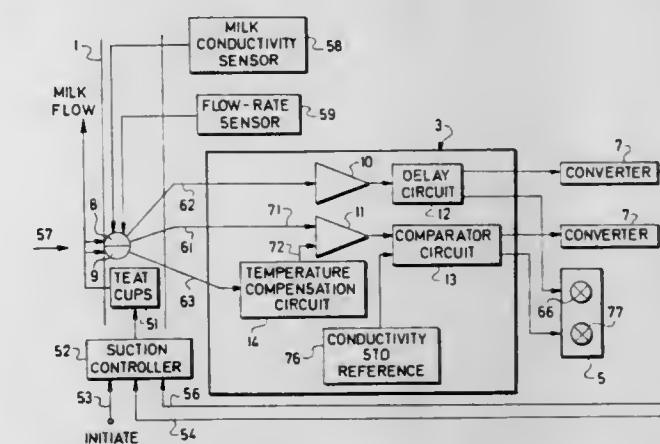 1
MILK
CONDUCTIVITY
SENSOR
58
MILK
FLOW
FLOW-RATE
SENSOR
59
3
10
7
DELAY
CIRCUIT
CONVERTER
8
62
12
71
11
7
57
61
72
COMPARATOR
CIRCUIT
CONVERTER
9
63
13
TEAT
CUPS
TEMPERATURE
COMPENSATION
CIRCUIT
66
51
14
77
52
SUCTION
CONTROLLER
76
CONDUCTIVITY
STD
REFERENCE
5
53
56
54
INITIATE